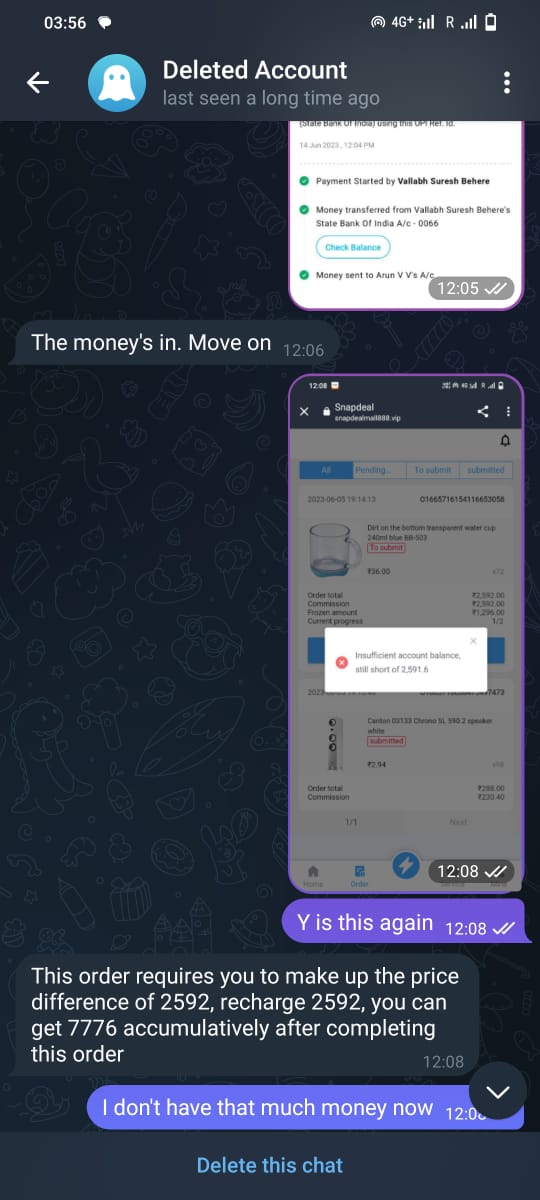 03:56
4G+
R
Deleted Account
last seen a long time ago
(State Bank Of India) using this UPI Ref. Id.
14 Jun 2023, 12:04 PM
Payment Started by Vallabh Suresh Behere
Money transferred from Vallabh Suresh Behere's
State Bank Of India A/c - 0066
Check Balance
Money sent to Arun V V's A/c
12:05
The money's in. Move on
12:06
12:08
Snapdeal
snapdealmall888.vip
All
Pending...
To submit
submitted
2023-06-05 19:14:13
O1665716154116653058
Dirt on the bottom transparent water cup
240ml blue BB-503
To submit
₹36.00
x72
Order total
₹2,592.00
Commission
₹2,592.00
Frozen amount
₹1,296.00
Current progress
1/2
Insufficient account balance,
still short of 2,591.6
Canton 03133 Chrono SL 590.2 speaker
white
submitted
₹2.94
x98
Order total
₹288.00
Commission
₹230.40
1/1
Next
Home
Order
12:08
Y is this again
12:08
This order requires you to make up the price
difference of 2592, recharge 2592, you can
get 7776 accumulatively after completing
this order
12:08
I don't have that much money now
Delete this chat